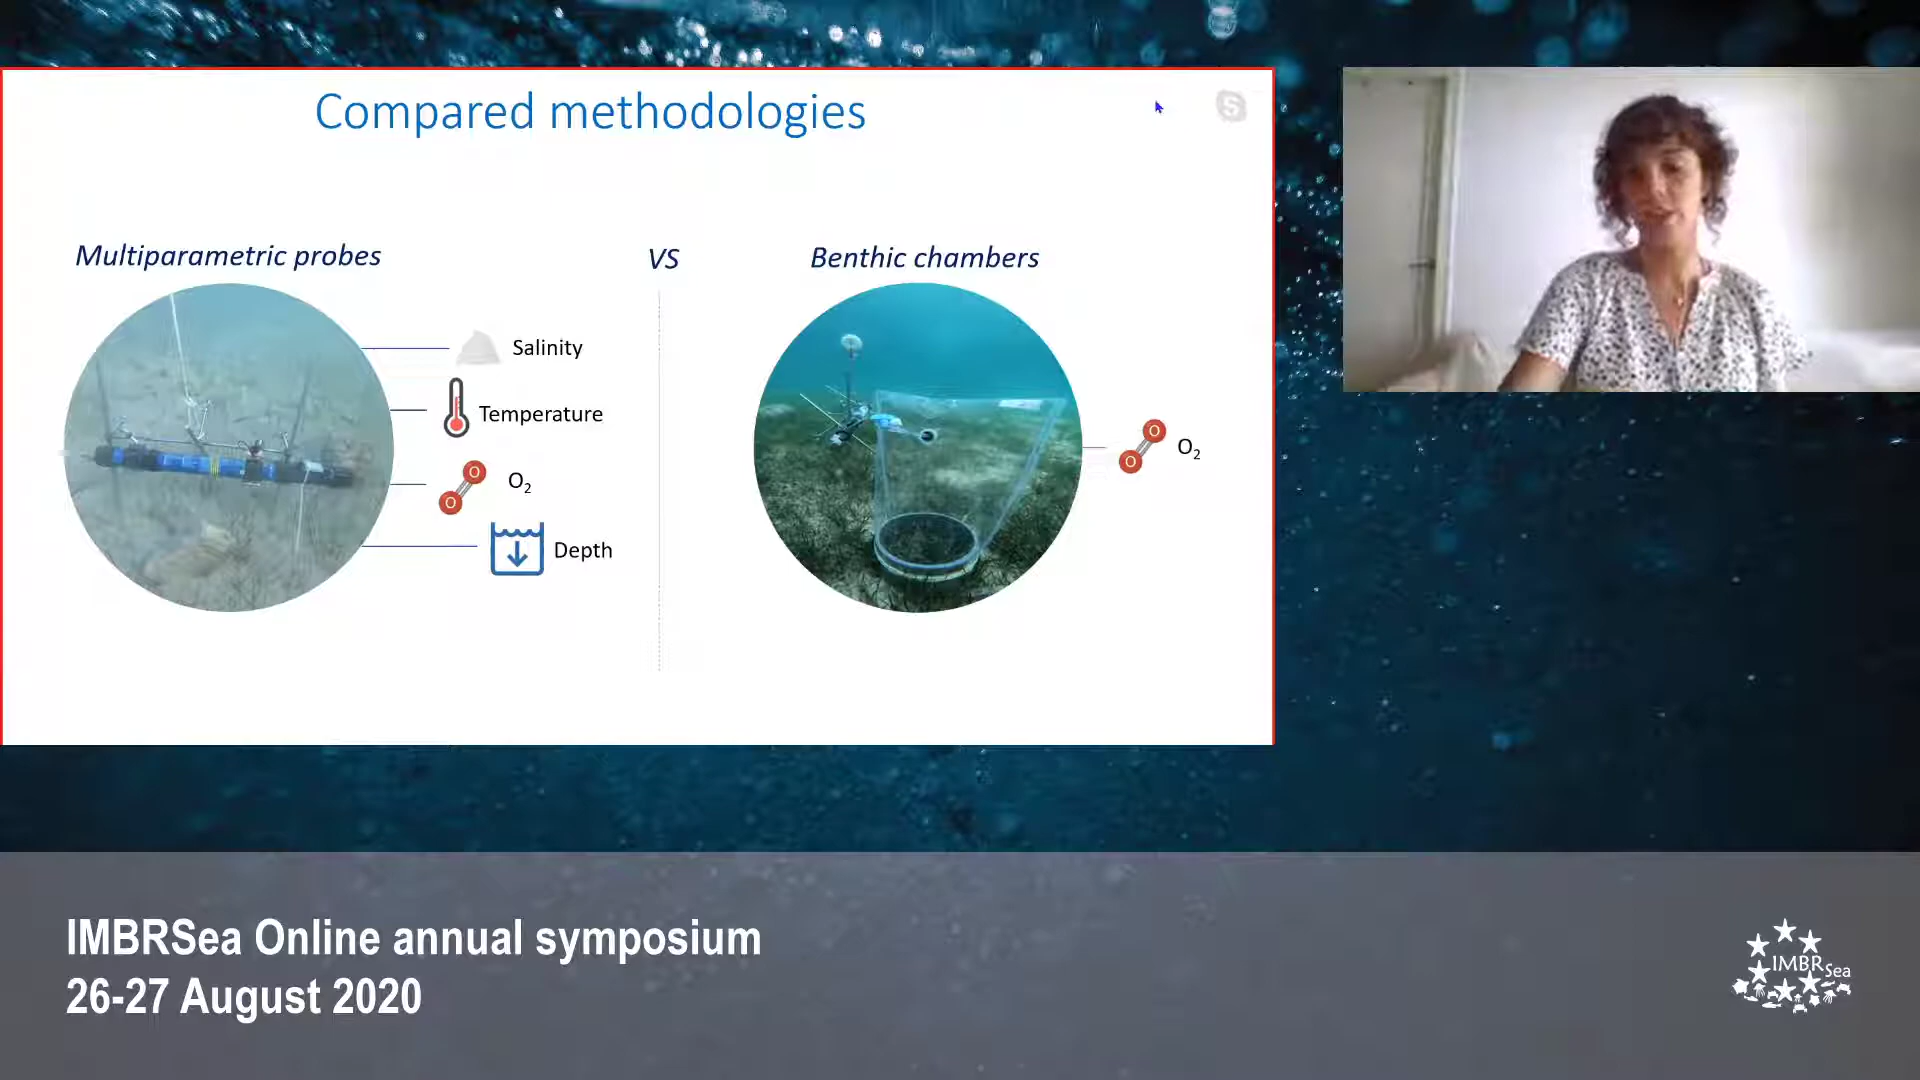 Compared methodologies
S
Multiparametric probes
VS
Benthic chambers
Salinity
Temperature
O
O
O2
Depth
O
O
O2
IMBRSea Online annual symposium
26-27 August 2020
IMBRSea